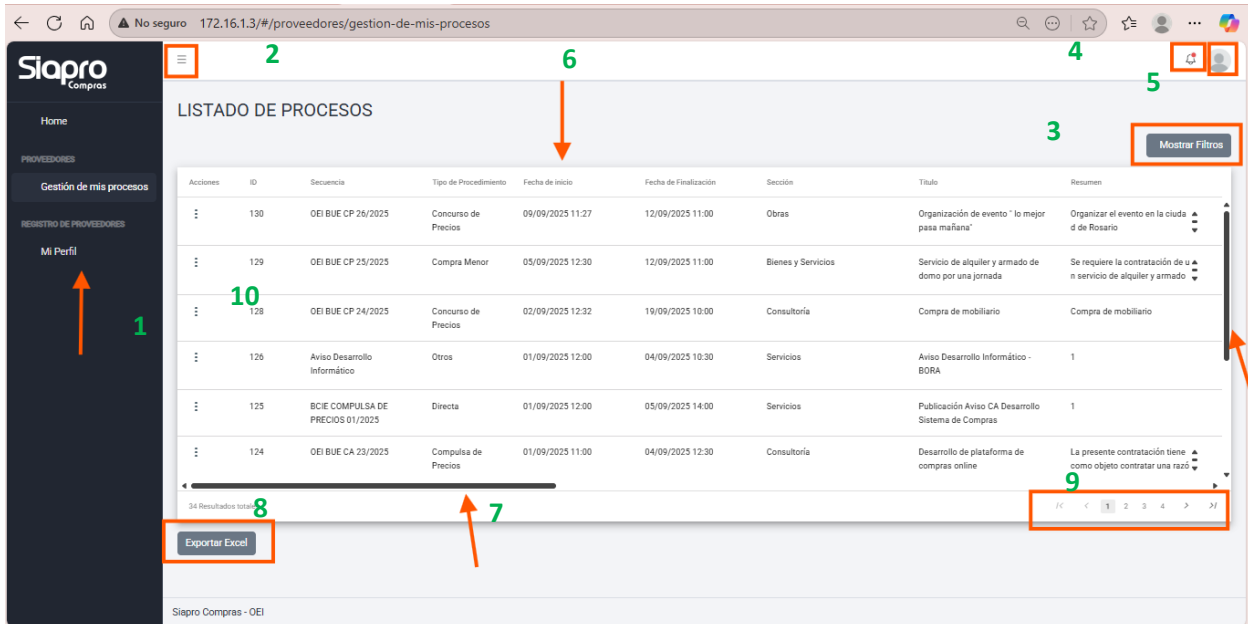 No seguro 172.16.1.3/#/proveedores/gestion-de-mis-procesos
Siapro
Compras
2
6
4
5
Home
PROVEEDORES
Gestión de mis procesos
REGISTRO DE PROVEEDORES
Mi Perfil
1
LISTADO DE PROCESOS
3
Mostrar Filtros
Acciones ID Secuencia Tipo de Procedimiento Fecha de inicio Fecha de Finalización Sección Título Resumen
130 OEI BUE CP 26/2025 Concurso de 09/09/2025 11:27 12/09/2025 11:00 Obras Organización de evento " lo mejor Organizar el evento en la ciuda
Precios pasa mañana" d de Rosario
129 OEI BUE CP 25/2025 Compra Menor 05/09/2025 12:30 12/09/2025 11:00 Bienes y Servicios Servicio de alquiler y armado de Se requiere la contratación de u
domo por una jornada n servicio de alquiler y armado
10
128 OEI BUE CP 24/2025 Concurso de 02/09/2025 12:32 19/09/2025 10:00 Consultoría Compra de mobiliario Compra de mobiliario
Precios
126 Aviso Desarrollo Otros 01/09/2025 12:00 04/09/2025 10:30 Servicios Aviso Desarrollo Informático - 1
Informático BORA
125 BCIE COMPULSA DE Directa 01/09/2025 12:00 05/09/2025 14:00 Servicios Publicación Aviso CA Desarrollo 1
PRECIOS 01/2025 Sistema de Compras
124 OEI BUE CA 23/2025 Compulsa de 01/09/2025 11:00 04/09/2025 12:30 Consultoría Desarrollo de plataforma de La presente contratación tiene
Precios compras online como objeto contratar una razó
9
34 Resultados totales 8 7 1 2 3 4
Exportar Excel
Siapro Compras - OEI